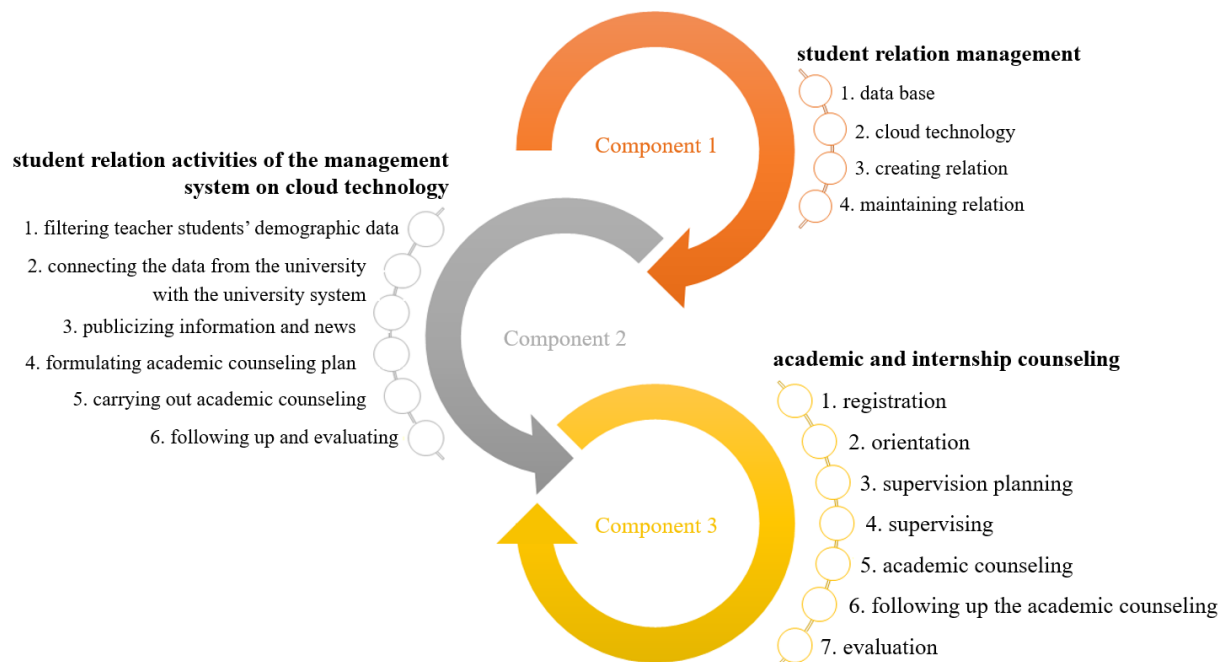 student relation management
1. data base
Component 1
2. cloud technology
3. creating relation
4. maintaining relation
student relation activities of the management
system on cloud technology
1. filtering teacher students’ demographic data
2. connecting the data from the university
with the university system
3. publicizing information and news
Component 2
4. formulating academic counseling plan
5. carrying out academic counseling
6. following up and evaluating
academic and internship counseling
1. registration
2. orientation
3. supervision planning
Component 3
4. supervising
5. academic counseling
6. following up the academic counseling
7. evaluation